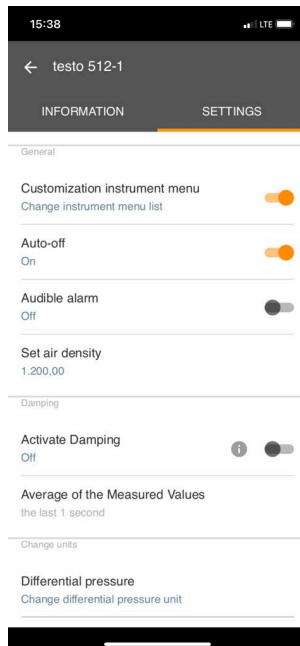 15:38
LTE
testo 512-1
INFORMATION SETTINGS
General
Customization instrument menu
Change instrument menu list
Auto-off
On
Audible alarm
Off
Set air density
1.200,00
Damping
Activate Damping
Off
Average of the Measured Values
the last 1 second
Change units
Differential pressure
Change differential pressure unit